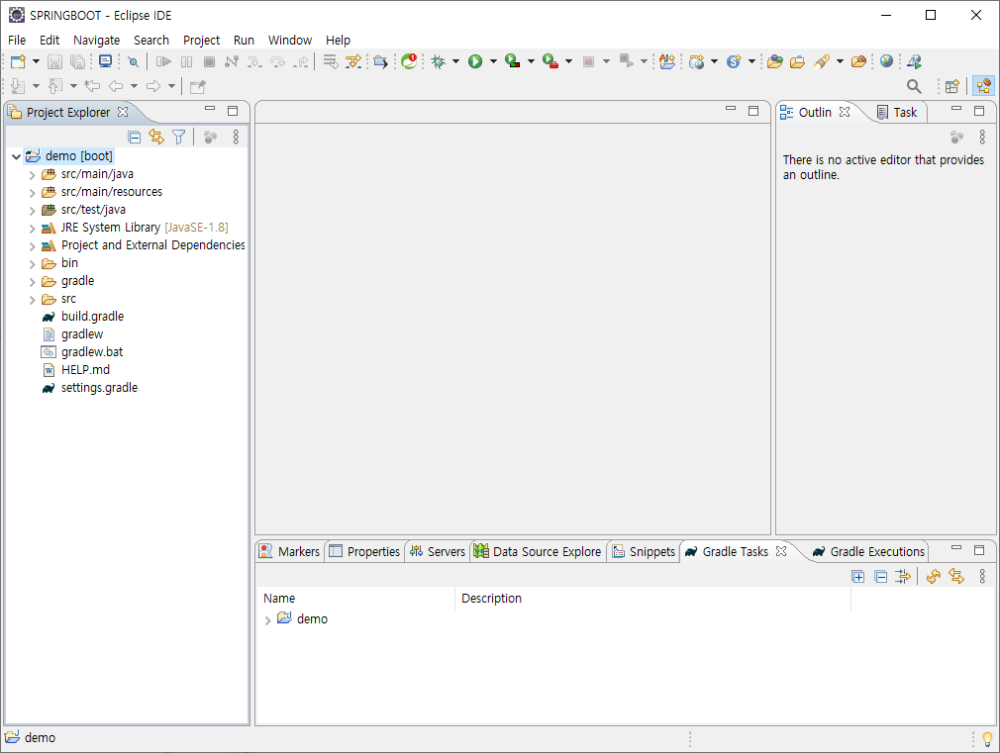 SPRINGBOOT - Eclipse IDE
File Edit Navigate Search Project Run Window Help
Project Explorer
demo [boot]
src/main/java
src/main/resources
src/test/java
JRE System Library [JavaSE-1.8]
Project and External Dependencies
bin
gradle
src
build.gradle
gradlew
gradlew.bat
HELP.md
settings.gradle
Outlin Task
There is no active editor that provides
an outline.
Markers Properties Servers Data Source Explore Snippets Gradle Tasks Gradle Executions
Name Description
demo
demo